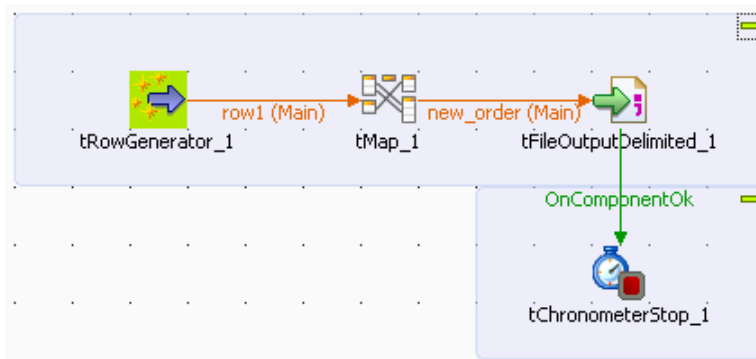 row1 (Main)
new_order (Main)
tRowGenerator_1
tMap_1
tFileOutputDelimited_1
OnComponentOk
tChronometerStop_1